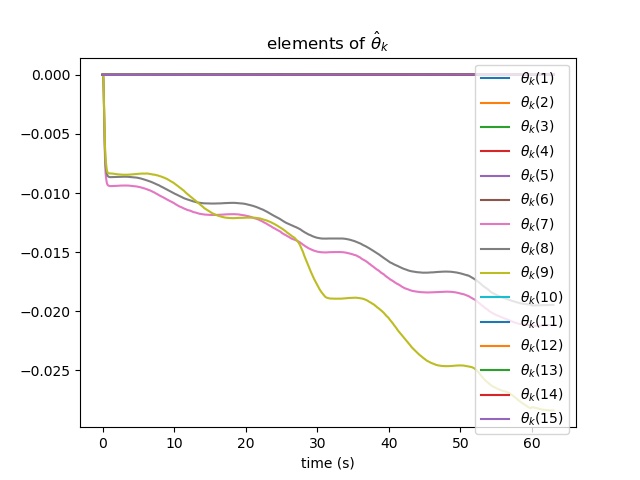 elements of θ̂ₖ
0.000
−0.005
−0.010
−0.015
−0.020
−0.025
0 10 20 30 40 50 60
time (s)
θₖ(1)
θₖ(2)
θₖ(3)
θₖ(4)
θₖ(5)
θₖ(6)
θₖ(7)
θₖ(8)
θₖ(9)
θₖ(10)
θₖ(11)
θₖ(12)
θₖ(13)
θₖ(14)
θₖ(15)